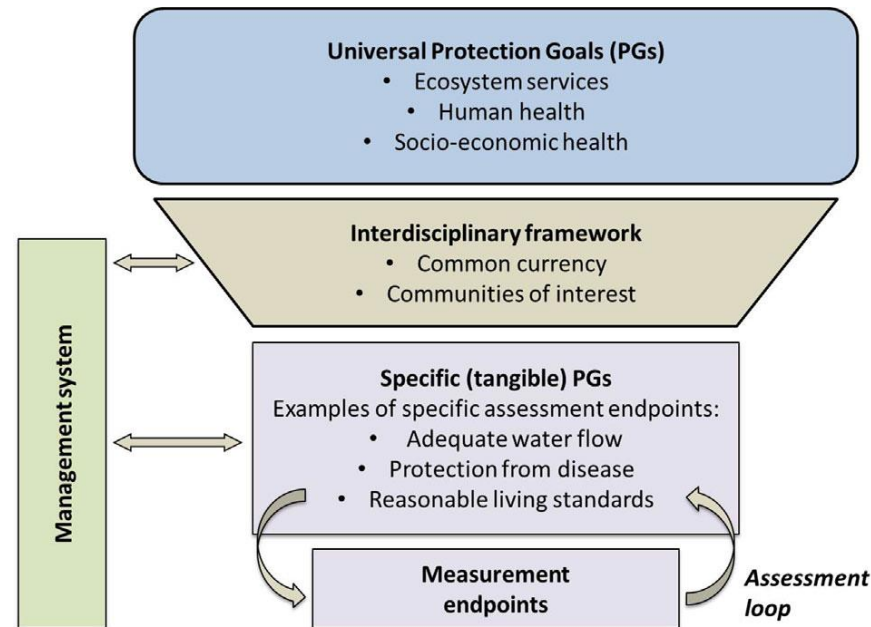 Universal Protection Goals (PGs)
• Ecosystem services
• Human health
• Socio-economic health
Interdisciplinary framework
• Common currency
• Communities of interest
Management system
Specific (tangible) PGs
Examples of specific assessment endpoints:
• Adequate water flow
• Protection from disease
• Reasonable living standards
Measurement
endpoints
Assessment
loop